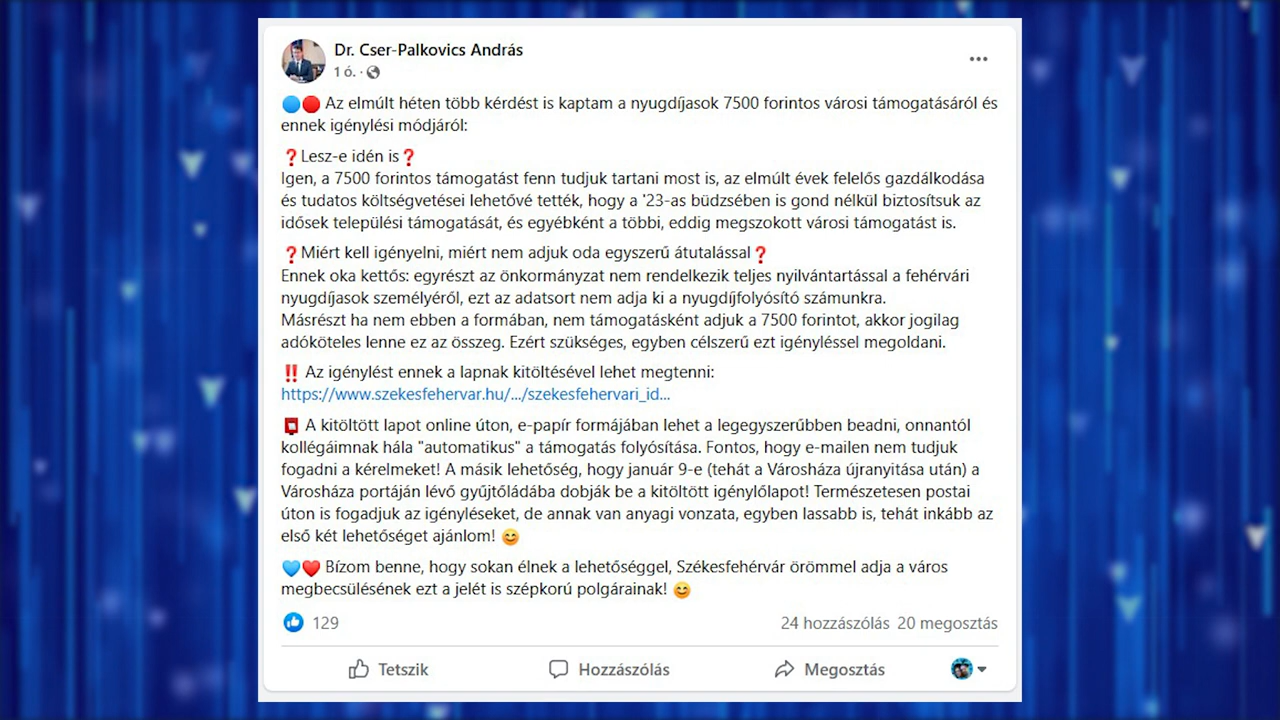 Dr. Cser-Palkovics András
1 ó. ·
🔵🔴 Az elmúlt héten több kérdést is kaptam a nyugdíjasok 7500 forintos városi támogatásáról és
ennek igénylési módjáról:
❓Lesz-e idén is❓
Igen, a 7500 forintos támogatást fenn tudjuk tartani most is, az elmúlt évek felelős gazdálkodása
és tudatos költségvetései lehetővé tették, hogy a '23-as büdzsében is gond nélkül biztosítsuk az
idősek települési támogatását, és egyébként a többi, eddig megszokott városi támogatást is.
❓Miért kell igényelni, miért nem adjuk oda egyszerű átutalással❓
Ennek oka kettős: egyrészt az önkormányzat nem rendelkezik teljes nyilvántartással a fehérvári
nyugdíjasok személyéről, ezt az adatsort nem adja ki a nyugdíjfolyósító számunkra.
Másrészt ha nem ebben a formában, nem támogatásként adjuk a 7500 forintot, akkor jogilag
adóköteles lenne ez az összeg. Ezért szükséges, egyben célszerű ezt igényléssel megoldani.
‼️ Az igénylést ennek a lapnak kitöltésével lehet megtenni:
https://www.szekesfehervar.hu/.../szekesfehervari_id...
📮 A kitöltött lapot online úton, e-papír formájában lehet a legegyszerűbben beadni, onnantól
kollégáimnak hála "automatikus" a támogatás folyósítása. Fontos, hogy e-mailen nem tudjuk
fogadni a kérelmeket! A másik lehetőség, hogy január 9-e (tehát a Városháza újranyitása után) a
Városháza portáján lévő gyűjtőládába dobják be a kitöltött igénylőlapot! Természetesen postai
úton is fogadjuk az igényléseket, de annak van anyagi vonzata, egyben lassabb is, tehát inkább az
első két lehetőséget ajánlom! 😊
💙❤️ Bízom benne, hogy sokan élnek a lehetőséggel, Székesfehérvár örömmel adja a város
megbecsülésének ezt a jelét is szépkorú polgárainak! 😊
129
24 hozzászólás 20 megosztás
Tetszik Hozzászólás Megosztás